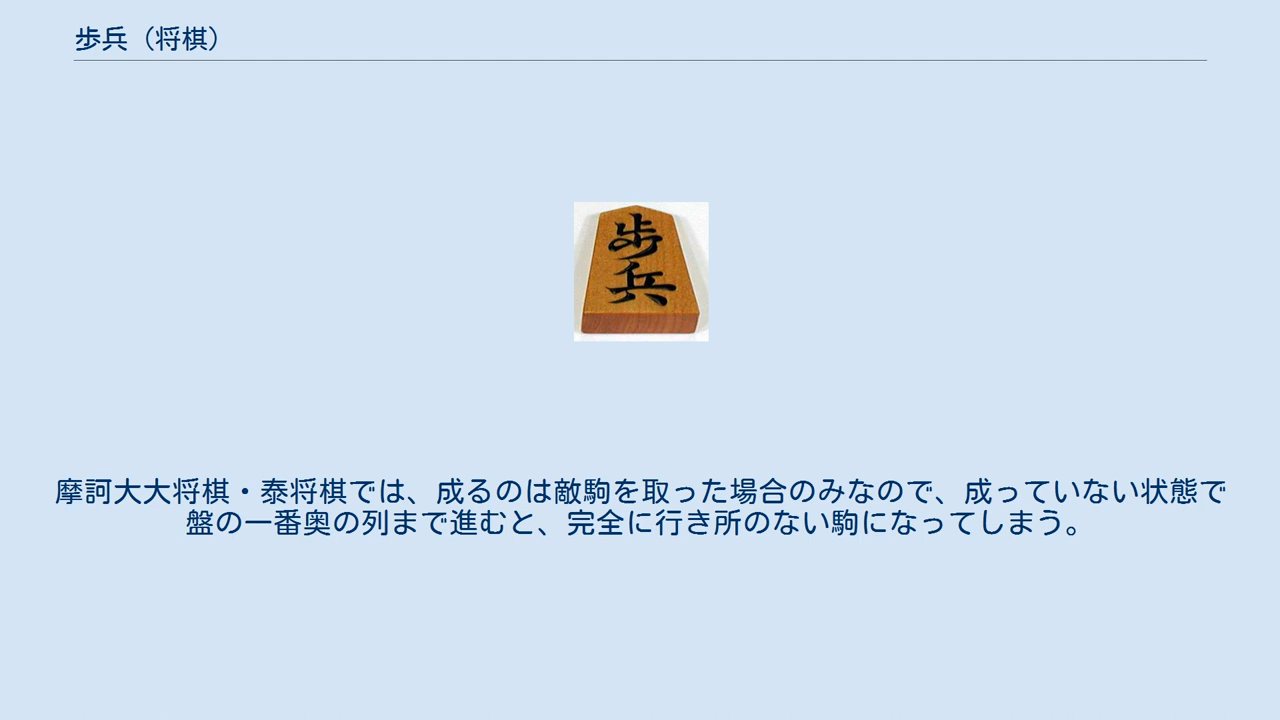 歩兵（将棋）
歩
兵
摩訶大大将棋・泰将棋では、成るのは敵駒を取った場合のみなので、成っていない状態で
盤の一番奥の列まで進むと、完全に行き所のない駒になってしまう。